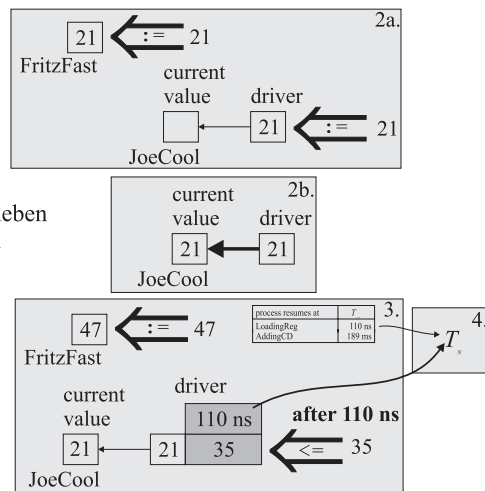 2a.
21 := 21
FritzFast
current
value driver
21 := 21
JoeCool
2b.
ieben
current
value driver
21 21
JoeCool
3.
47 := 47
FritzFast
process resumes at T
LoadingReg 110 ns
AddingCD 189 ms
4.
Tx
driver
current
value
110 ns after 110 ns
21 21 35 <= 35
JoeCool